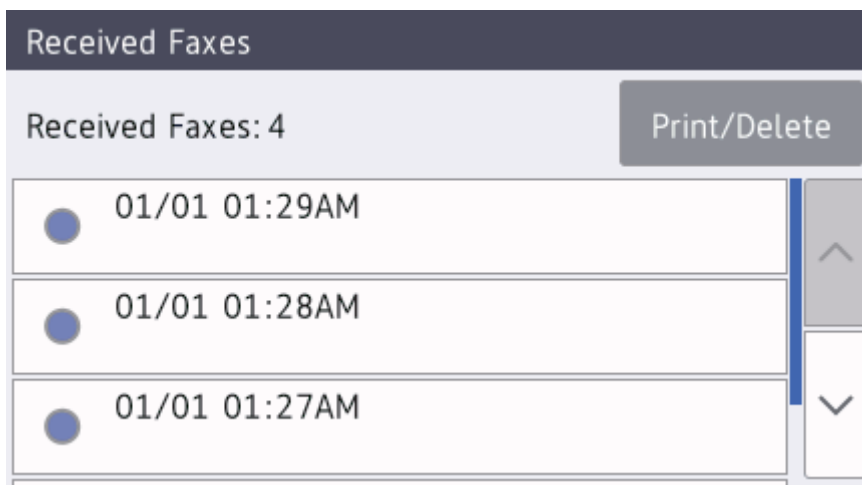 Received Faxes
Received Faxes: 4
Print/Delete
01/01 01:29AM
01/01 01:28AM
01/01 01:27AM